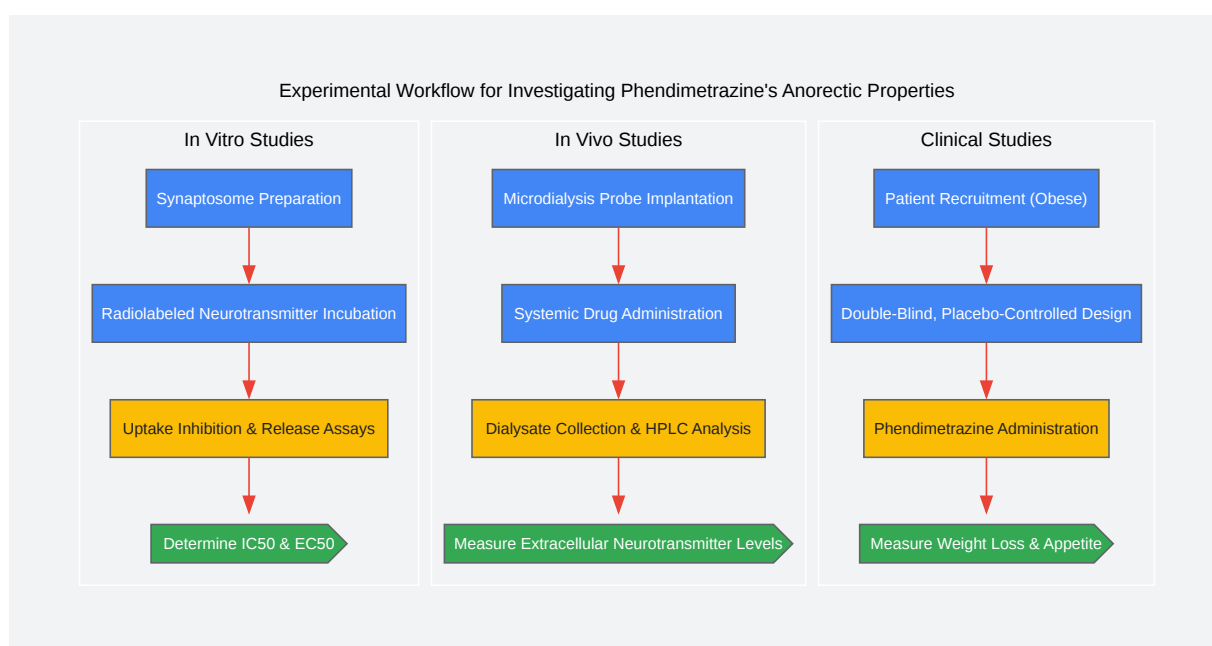 Experimental Workflow for Investigating Phendimetrazine's Anorectic Properties
In Vitro Studies
Synaptosome Preparation
Radiolabeled Neurotransmitter Incubation
Uptake Inhibition & Release Assays
Determine IC50 & EC50
In Vivo Studies
Microdialysis Probe Implantation
Systemic Drug Administration
Dialysate Collection & HPLC Analysis
Measure Extracellular Neurotransmitter Levels
Clinical Studies
Patient Recruitment (Obese)
Double-Blind, Placebo-Controlled Design
Phendimetrazine Administration
Measure Weight Loss & Appetite